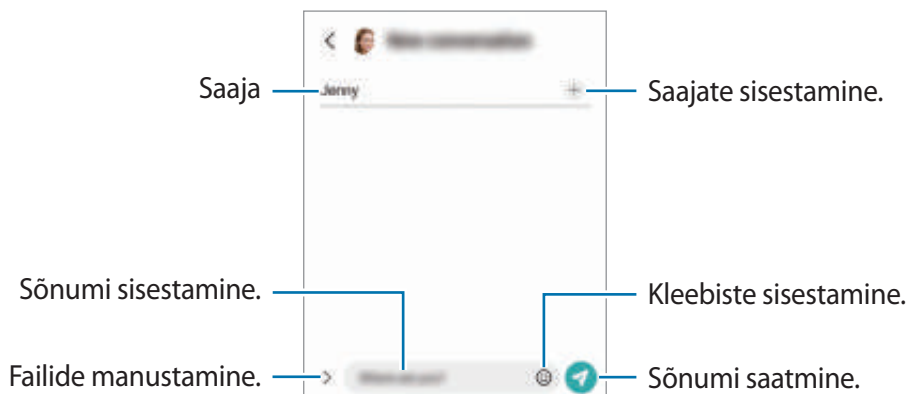 Saaja
Jenny
Saajate sisestamine.
Sõnumi sisestamine.
Kleebiste sisestamine.
Failide manustamine.
Sõnumi saatmine.